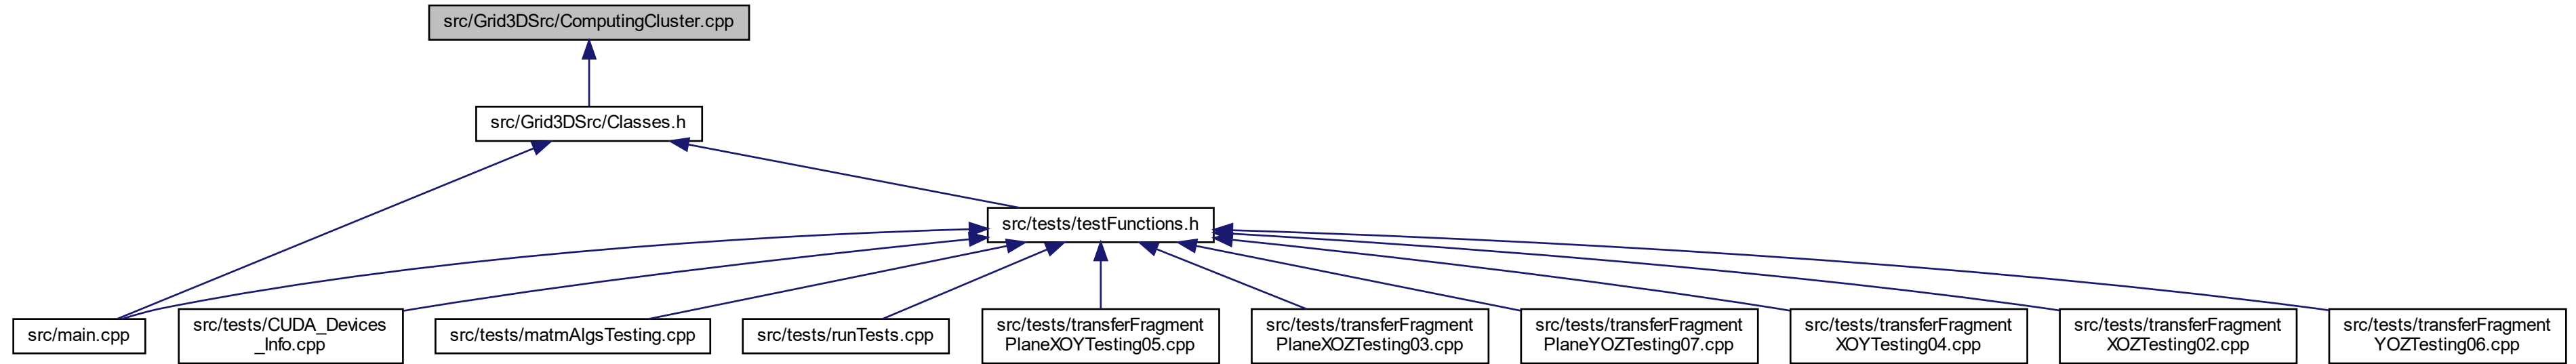 src/Grid3DSrc/ComputingCluster.cpp
src/Grid3DSrc/Classes.h
src/tests/testFunctions.h
src/main.cpp
src/tests/CUDA_Devices
_Info.cpp
src/tests/matmAlgsTesting.cpp
src/tests/runTests.cpp
src/tests/transferFragment
PlaneXOYTesting05.cpp
src/tests/transferFragment
PlaneXOZTesting03.cpp
src/tests/transferFragment
PlaneYOZTesting07.cpp
src/tests/transferFragment
XOYTesting04.cpp
src/tests/transferFragment
XOZTesting02.cpp
src/tests/transferFragment
YOZTesting06.cpp